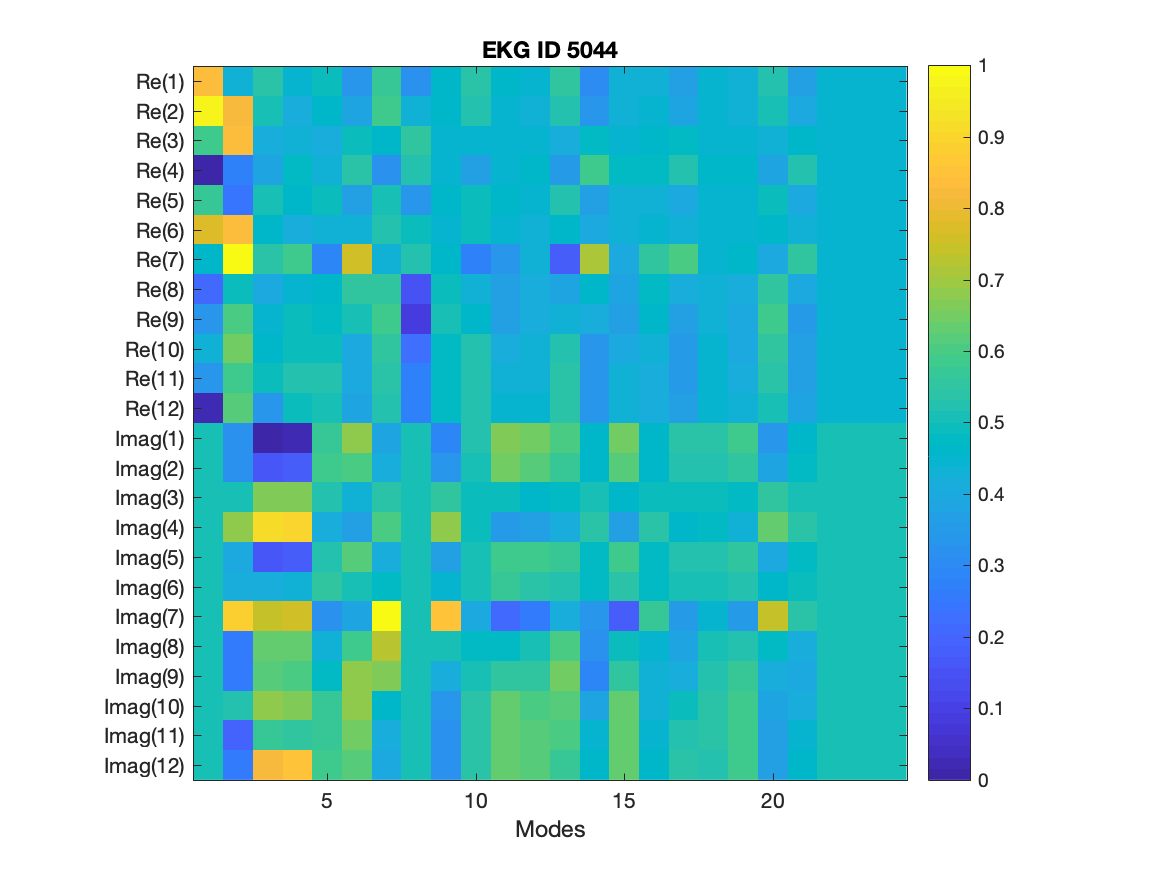 EKG ID 5044
Re(1)
Re(2)
Re(3)
Re(4)
Re(5)
Re(6)
Re(7)
Re(8)
Re(9)
Re(10)
Re(11)
Re(12)
Imag(1)
Imag(2)
Imag(3)
Imag(4)
Imag(5)
Imag(6)
Imag(7)
Imag(8)
Imag(9)
Imag(10)
Imag(11)
Imag(12)
5 10 15 20
Modes
1
0.9
0.8
0.7
0.6
0.5
0.4
0.3
0.2
0.1
0